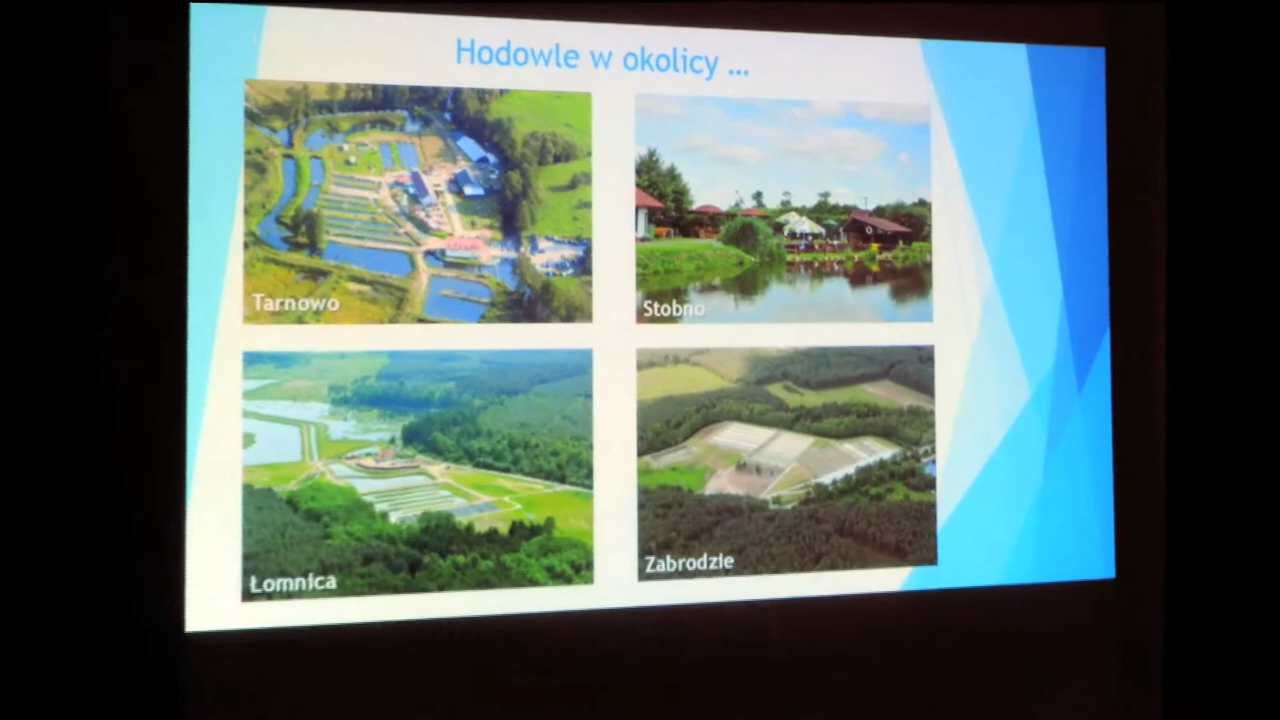 Hodowle w okolicy ...
Tarnowo
Stobno
Łomnica
Zabrodzie